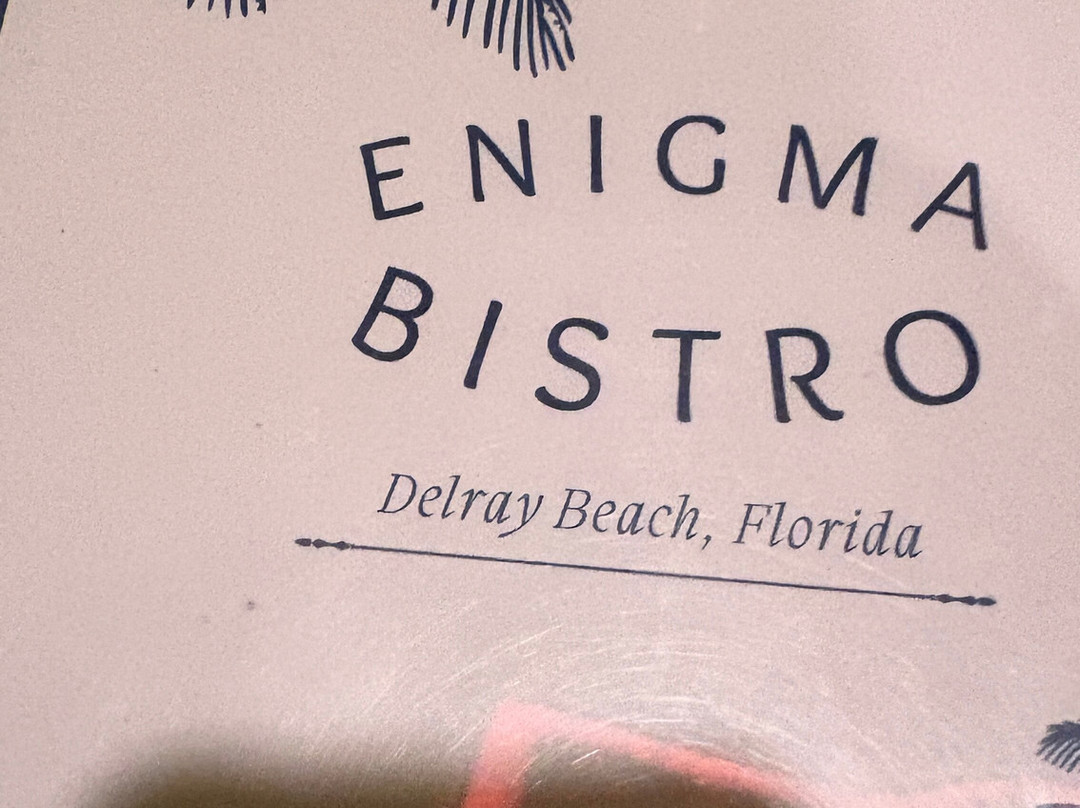 ENIGMA
BISTRO
Delray Beach, Florida